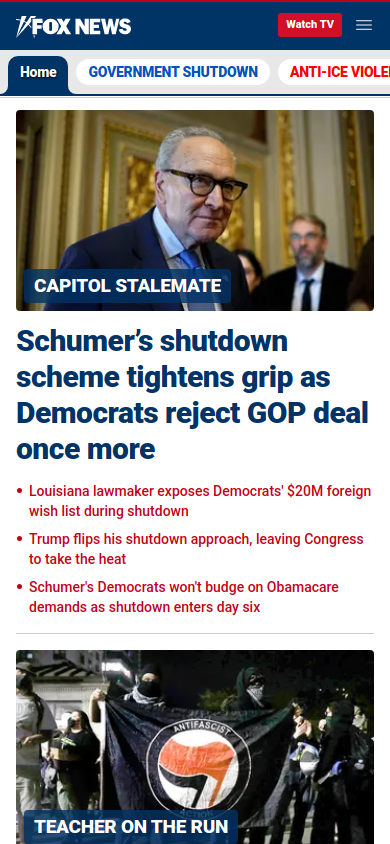 FOX NEWS
Watch TV
Home
GOVERNMENT SHUTDOWN
ANTI-ICE
CAPITOL STALEMATE
Schumer’s shutdown
scheme tightens grip as
Democrats reject GOP deal
once more
Louisiana lawmaker exposes Democrats' $20M foreign
wish list during shutdown
Trump flips his shutdown approach, leaving Congress
to take the heat
Schumer's Democrats won't budge on Obamacare
demands as shutdown enters day six
ANTIFASCIST
ACTION
TEACHER ON THE RUN